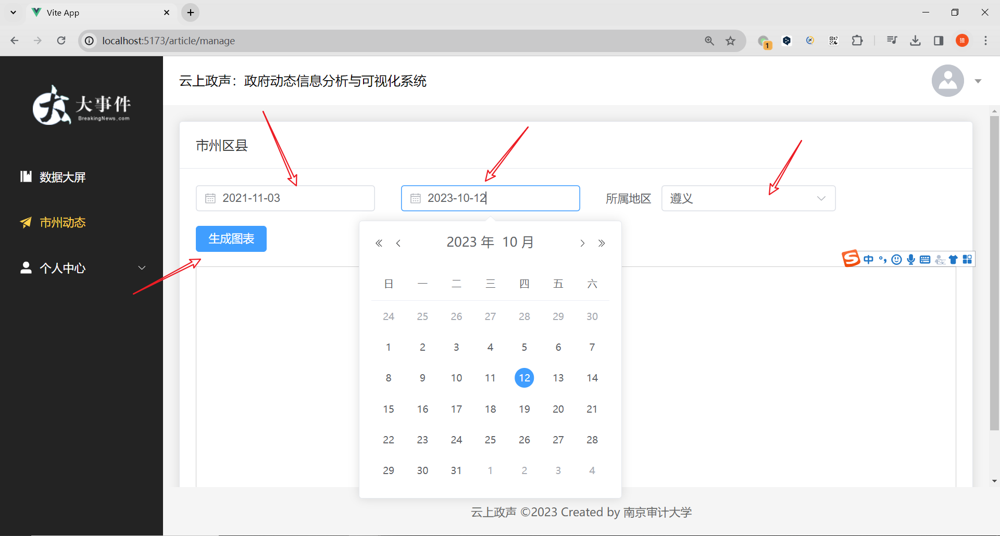 Vite App
localhost:5173/article/manage
1
大事件
BreakingNews.com
云上政声：政府动态信息分析与可视化系统
数据大屏
市州动态
个人中心
市州区县
2021-11-03
2023-10-12
所属地区
遵义
生成图表
2023 年 10 月
日 一 二 三 四 五 六
24 25 26 27 28 29 30
1 2 3 4 5 6 7
8 9 10 11 12 13 14
15 16 17 18 19 20 21
22 23 24 25 26 27 28
29 30 31 1 2 3 4
中
云上政声 ©2023 Created by 南京审计大学